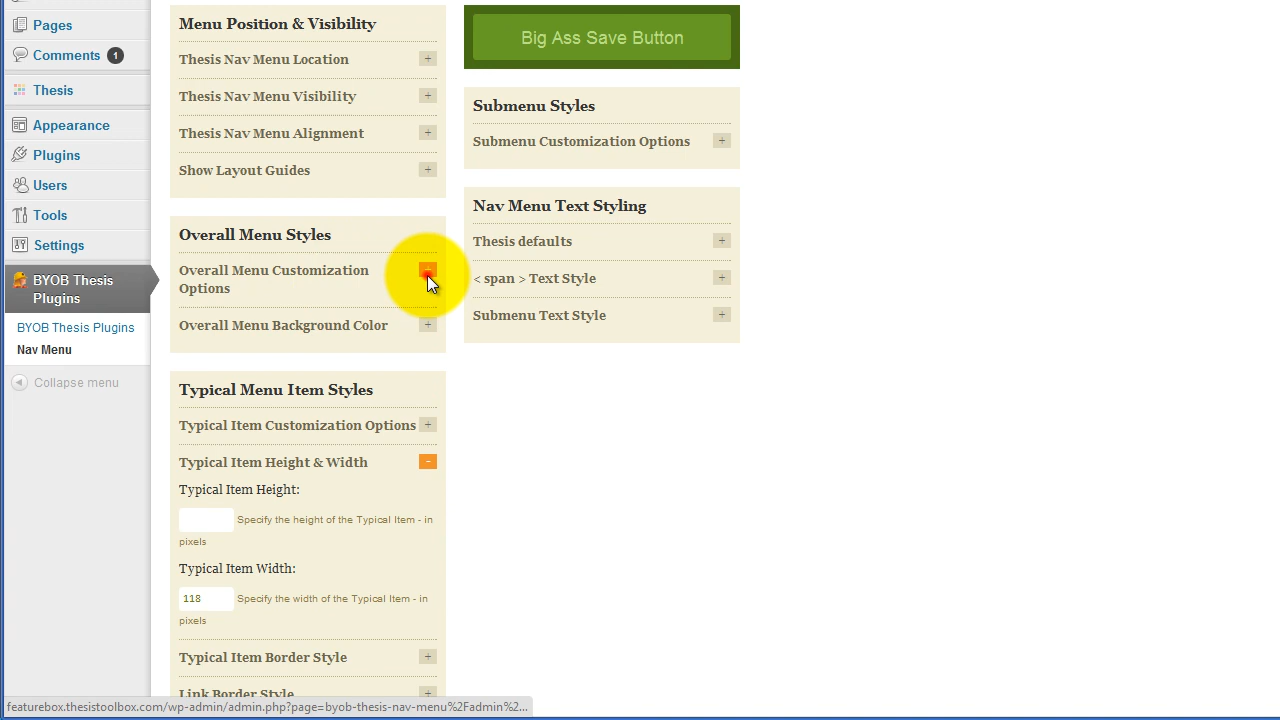 Pages
Comments 1
Thesis
Appearance
Plugins
Users
Tools
Settings
BYOB Thesis
Plugins
BYOB Thesis Plugins
Nav Menu
Collapse menu
Menu Position & Visibility
Thesis Nav Menu Location +
Thesis Nav Menu Visibility +
Thesis Nav Menu Alignment +
Show Layout Guides +
Overall Menu Styles
Overall Menu Customization
Options
Overall Menu Background Color +
Typical Menu Item Styles
Typical Item Customization Options +
Typical Item Height & Width -
Typical Item Height:
Specify the height of the Typical Item - in
pixels
Typical Item Width:
118 Specify the width of the Typical Item - in
pixels
Typical Item Border Style +
Link Border Style +
Big Ass Save Button
Submenu Styles
Submenu Customization Options +
Nav Menu Text Styling
Thesis defaults +
< span > Text Style +
Submenu Text Style +
featurebox.thesistoolbox.com/wp-admin/admin.php?page=byob-thesis-nav-menu%2Fadmin%2...